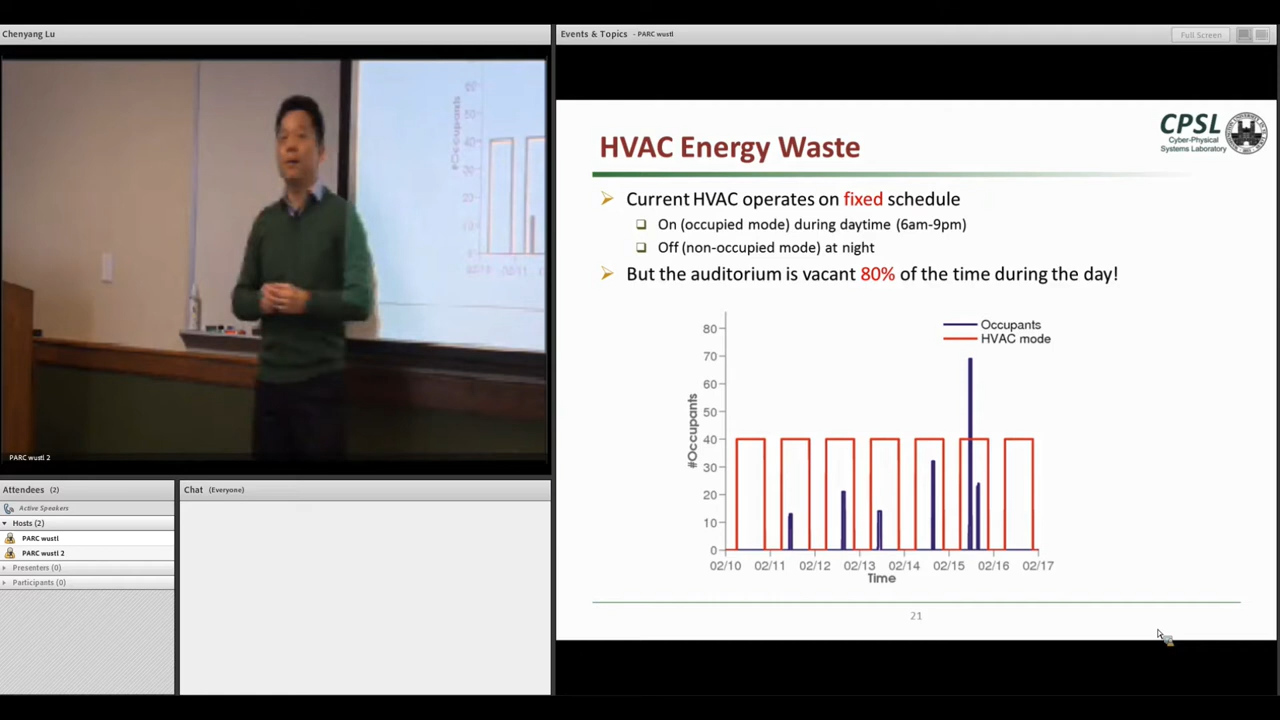 Chenyang Lu
Events & Topics - PARC wustl
Full Screen
#Occupants
PARC wustl 2
Attendees (2)
Active Speakers
Hosts (2)
PARC wustl
PARC wustl 2
Presenters (0)
Participants (0)
Chat (Everyone)
CPSL
Cyber-Physical
Systems Laboratory
HVAC Energy Waste
Current HVAC operates on fixed schedule
On (occupied mode) during daytime (6am-9pm)
Off (non-occupied mode) at night
But the auditorium is vacant 80% of the time during the day!
Occupants
HVAC mode
#Occupants
80
70
60
50
40
30
20
10
0
02/10 02/11 02/12 02/13 02/14 02/15 02/16 02/17
Time
21